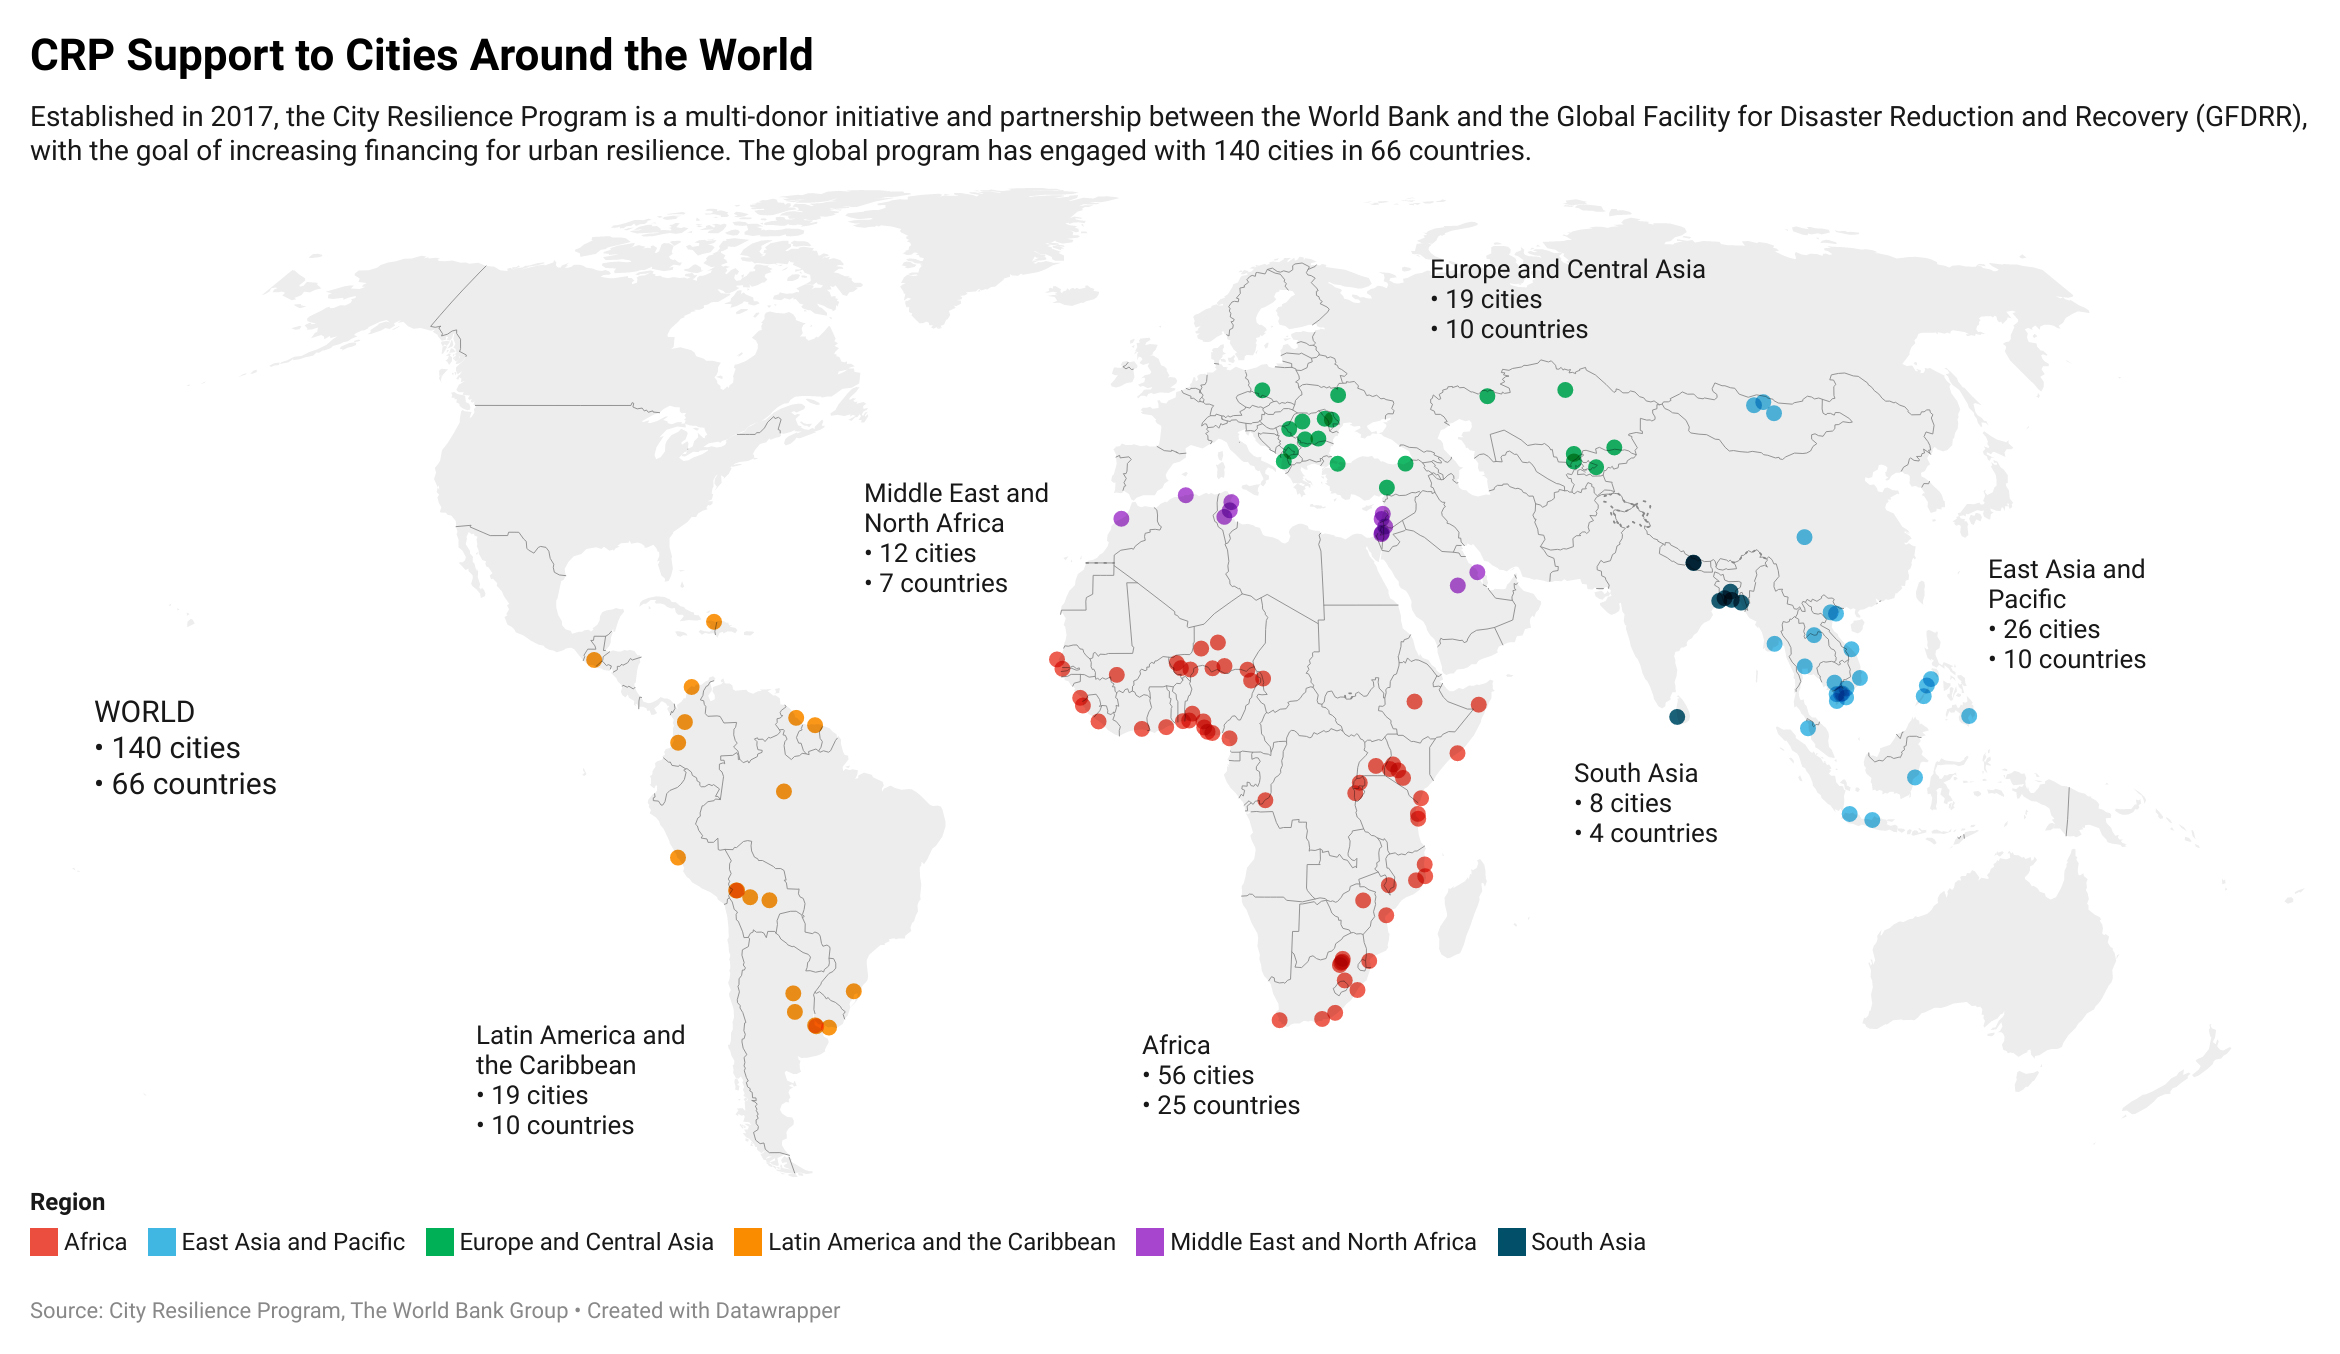 CRP Support to Cities Around the World
Established in 2017, the City Resilience Program is a multi-donor initiative and partnership between the World Bank and the Global Facility for Disaster Reduction and Recovery (GFDRR),
with the goal of increasing financing for urban resilience. The global program has engaged with 140 cities in 66 countries.
Europe and Central Asia
• 19 cities
• 10 countries
Middle East and
North Africa
• 12 cities
• 7 countries
East Asia and
Pacific
• 26 cities
• 10 countries
WORLD
• 140 cities
• 66 countries
South Asia
• 8 cities
• 4 countries
Latin America and
the Caribbean
• 19 cities
• 10 countries
Africa
• 56 cities
• 25 countries
Region
Africa East Asia and Pacific Europe and Central Asia Latin America and the Caribbean Middle East and North Africa South Asia
Source: City Resilience Program, The World Bank Group • Created with Datawrapper